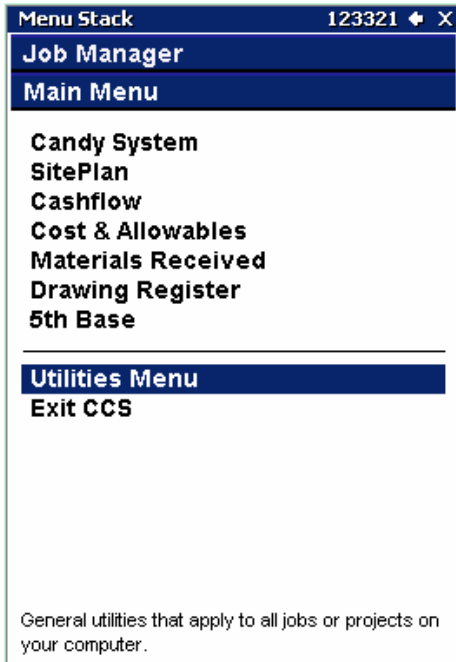 Menu Stack 123321 X
Job Manager
Main Menu
Candy System
SitePlan
Cashflow
Cost & Allowables
Materials Received
Drawing Register
5th Base
Utilities Menu
Exit CCS
General utilities that apply to all jobs or projects on
your computer.